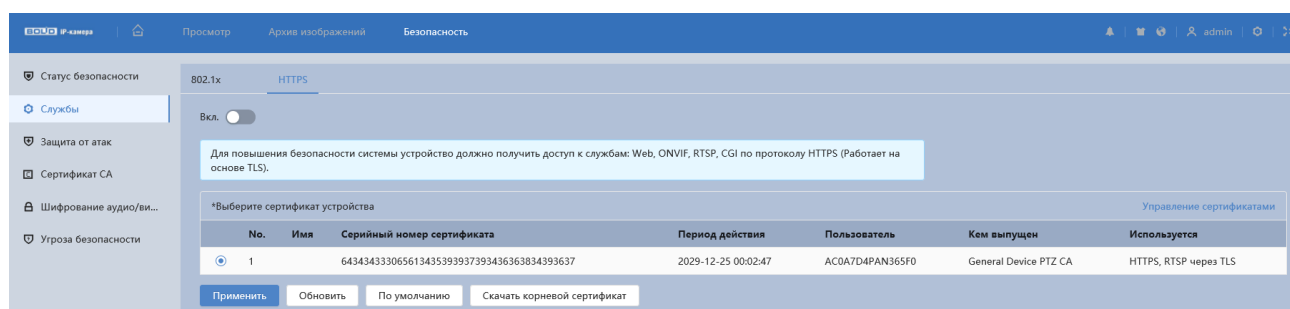 BOLID IP-камера Просмотр Архив изображений Безопасность admin
Статус безопасности
Службы
Защита от атак
Сертификат CA
Шифрование аудио/ви...
Угроза безопасности
802.1x HTTPS
Вкл.
Для повышения безопасности системы устройство должно получить доступ к службам: Web, ONVIF, RTSP, CGI по протоколу HTTPS (Работает на
основе TLS).
*Выберите сертификат устройства Управление сертификатами
No. Имя Серийный номер сертификата Период действия Пользователь Кем выпущен Используется
1 643434333065613435393937393436363834393637 2029-12-25 00:02:47 AC0A7D4PAN365F0 General Device PTZ CA HTTPS, RTSP через TLS
Применить Обновить По умолчанию Скачать корневой сертификат